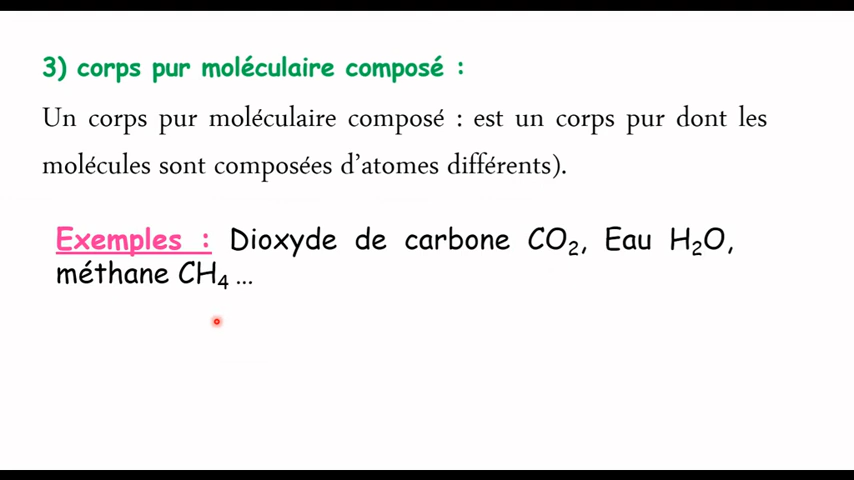 3) corps pur moléculaire composé :
Un corps pur moléculaire composé : est un corps pur dont les
molécules sont composées d’atomes différents).
Exemples : Dioxyde de carbone CO₂, Eau H₂O,
méthane CH₄ ...